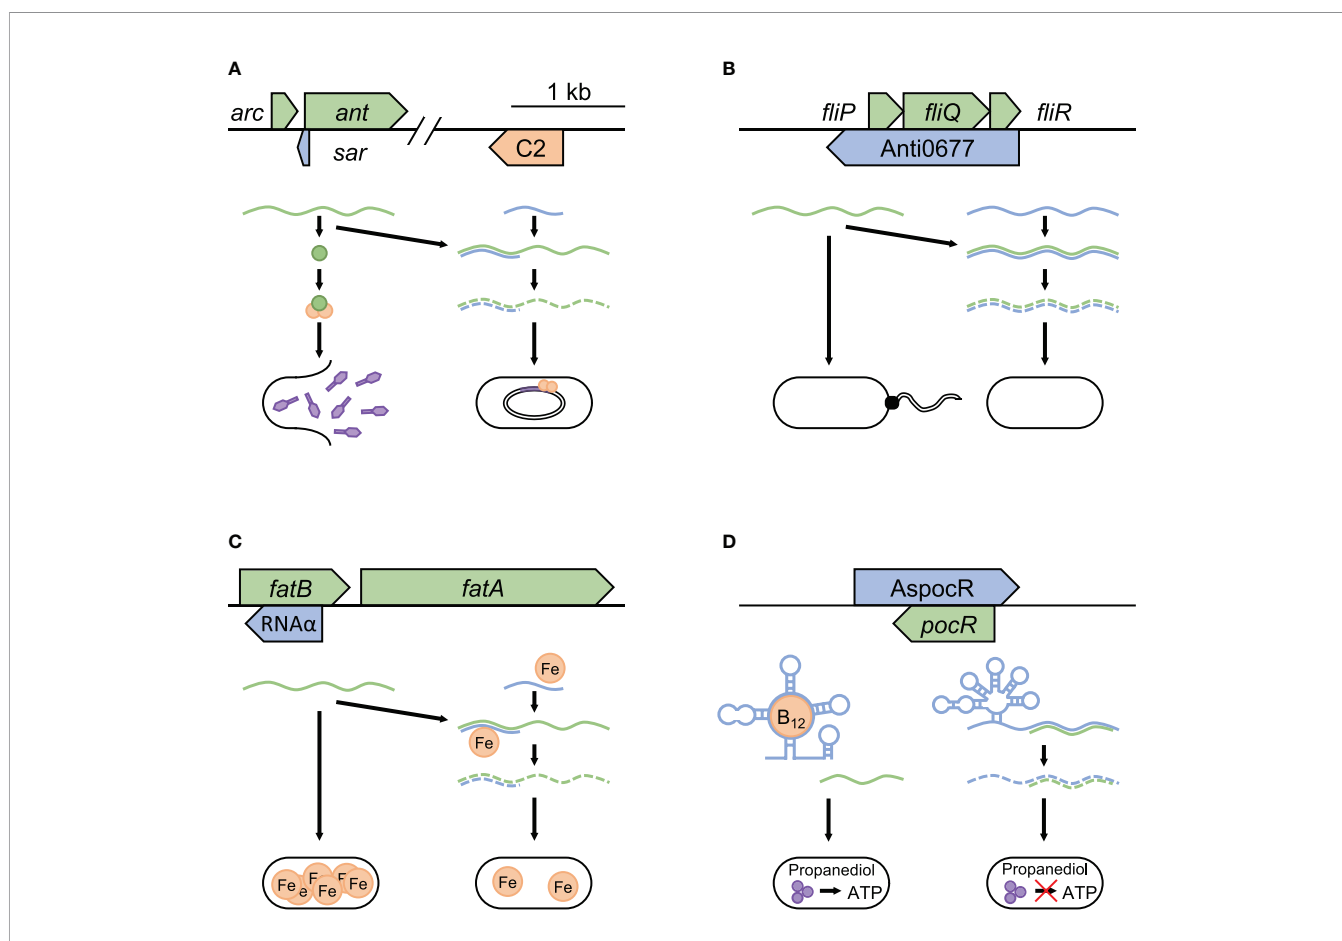 A
B
1 kb
arc
ant
fliP
fliQ
fliR
sar
C2
Anti0677
C
D
fatB
fatA
AspocR
RNAα
pocR
Fe
B12
Fe
Fe
e
F
Fe
F
Fe
Fe
Fe
Propanediol
ATP
Propanediol
ATP